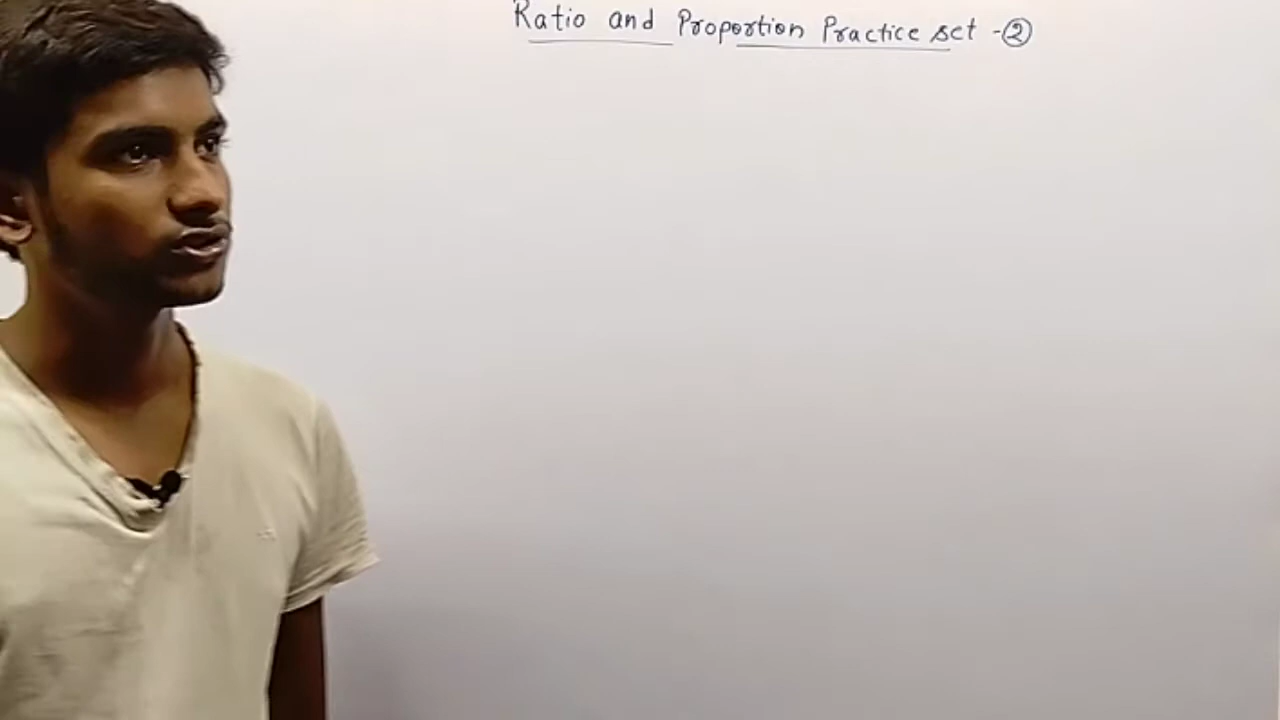 Ratio and Proportion Practice set - ②